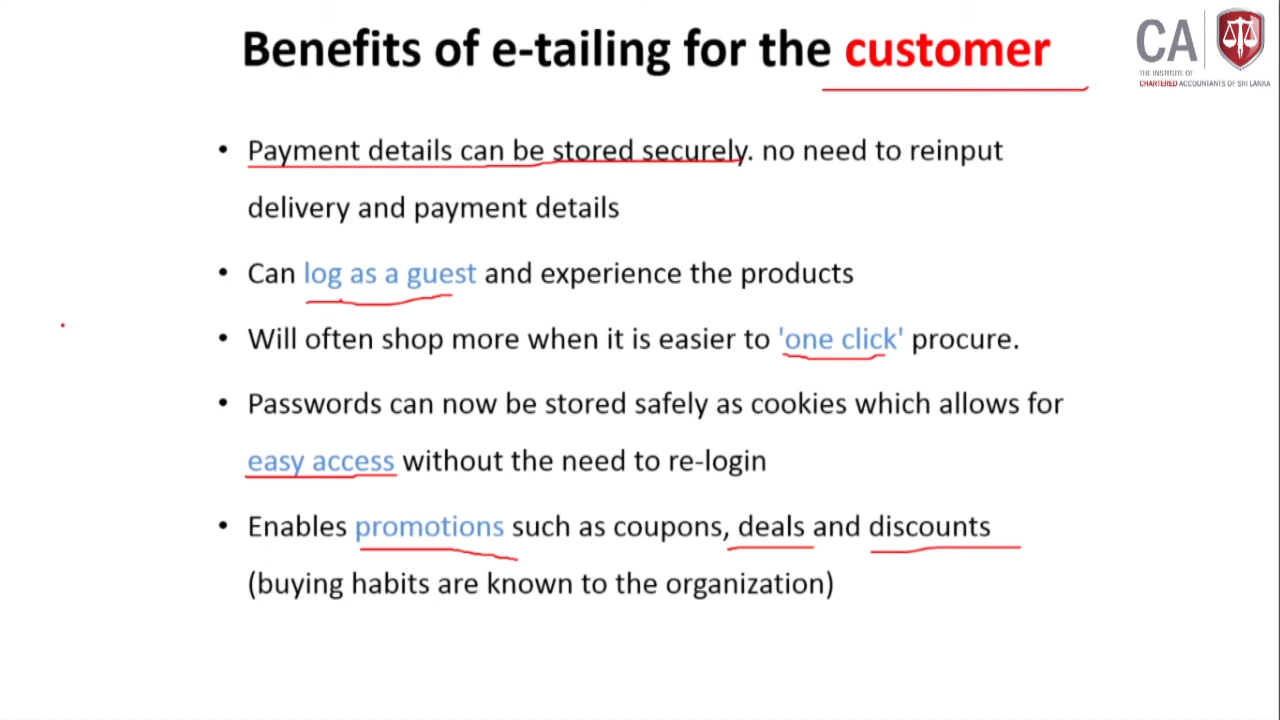 Benefits of e-tailing for the customer
CA
THE INSTITUTE OF
CHARTERED ACCOUNTANTS OF SRI LANKA
• Payment details can be stored securely. no need to reinput
delivery and payment details
• Can log as a guest and experience the products
• Will often shop more when it is easier to 'one click' procure.
• Passwords can now be stored safely as cookies which allows for
easy access without the need to re-login
• Enables promotions such as coupons, deals and discounts
(buying habits are known to the organization)